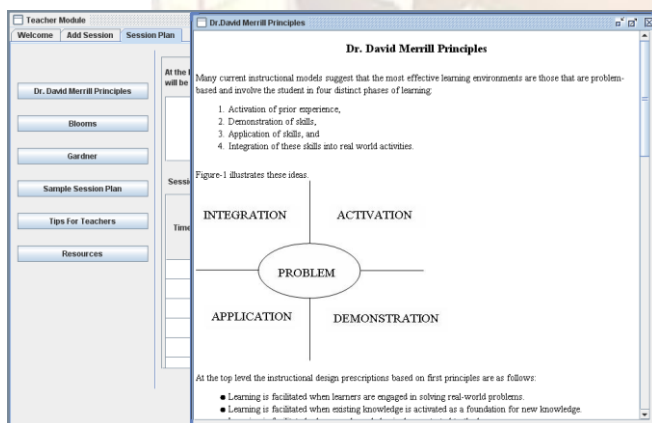 Teacher Module
Welcome Add Session Session Plan
Dr. David Merrill Principles
Blooms
Gardner
Sample Session Plan
Tips For Teachers
Resources
At the
will be
Sessi
Time
Dr.David Merrill Principles
Dr. David Merrill Principles
Many current instructional models suggest that the most effective learning environments are those that are problem-
based and involve the student in four distinct phases of learning:
1. Activation of prior experience,
2. Demonstration of skills,
3. Application of skills, and
4. Integration of these skills into real world activities.
Figure-1 illustrates these ideas.
INTEGRATION ACTIVATION
PROBLEM
APPLICATION DEMONSTRATION
At the top level the instructional design prescriptions based on first principles are as follows:
● Learning is facilitated when learners are engaged in solving real-world problems.
● Learning is facilitated when existing knowledge is activated as a foundation for new knowledge.